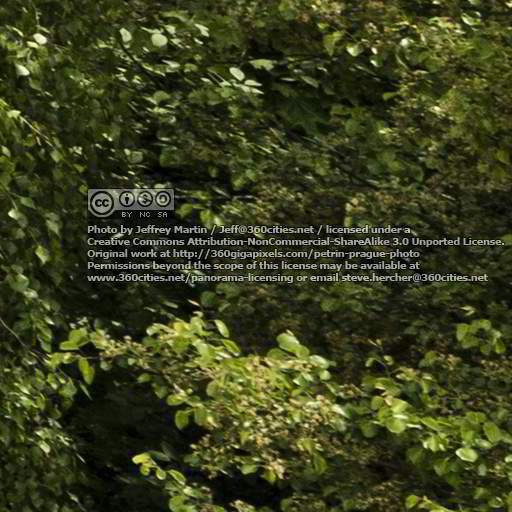 cc
BY NC SA
Photo by Jeffrey Martin / Jeff@360cities.net / licensed under a
Creative Commons Attribution-NonCommercial-ShareAlike 3.0 Unported License.
Original work at http://360gigapixels.com/petrin-prague-photo
Permissions beyond the scope of this license may be available at
www.360cities.net/panorama-licensing or email steve.hercher@360cities.net